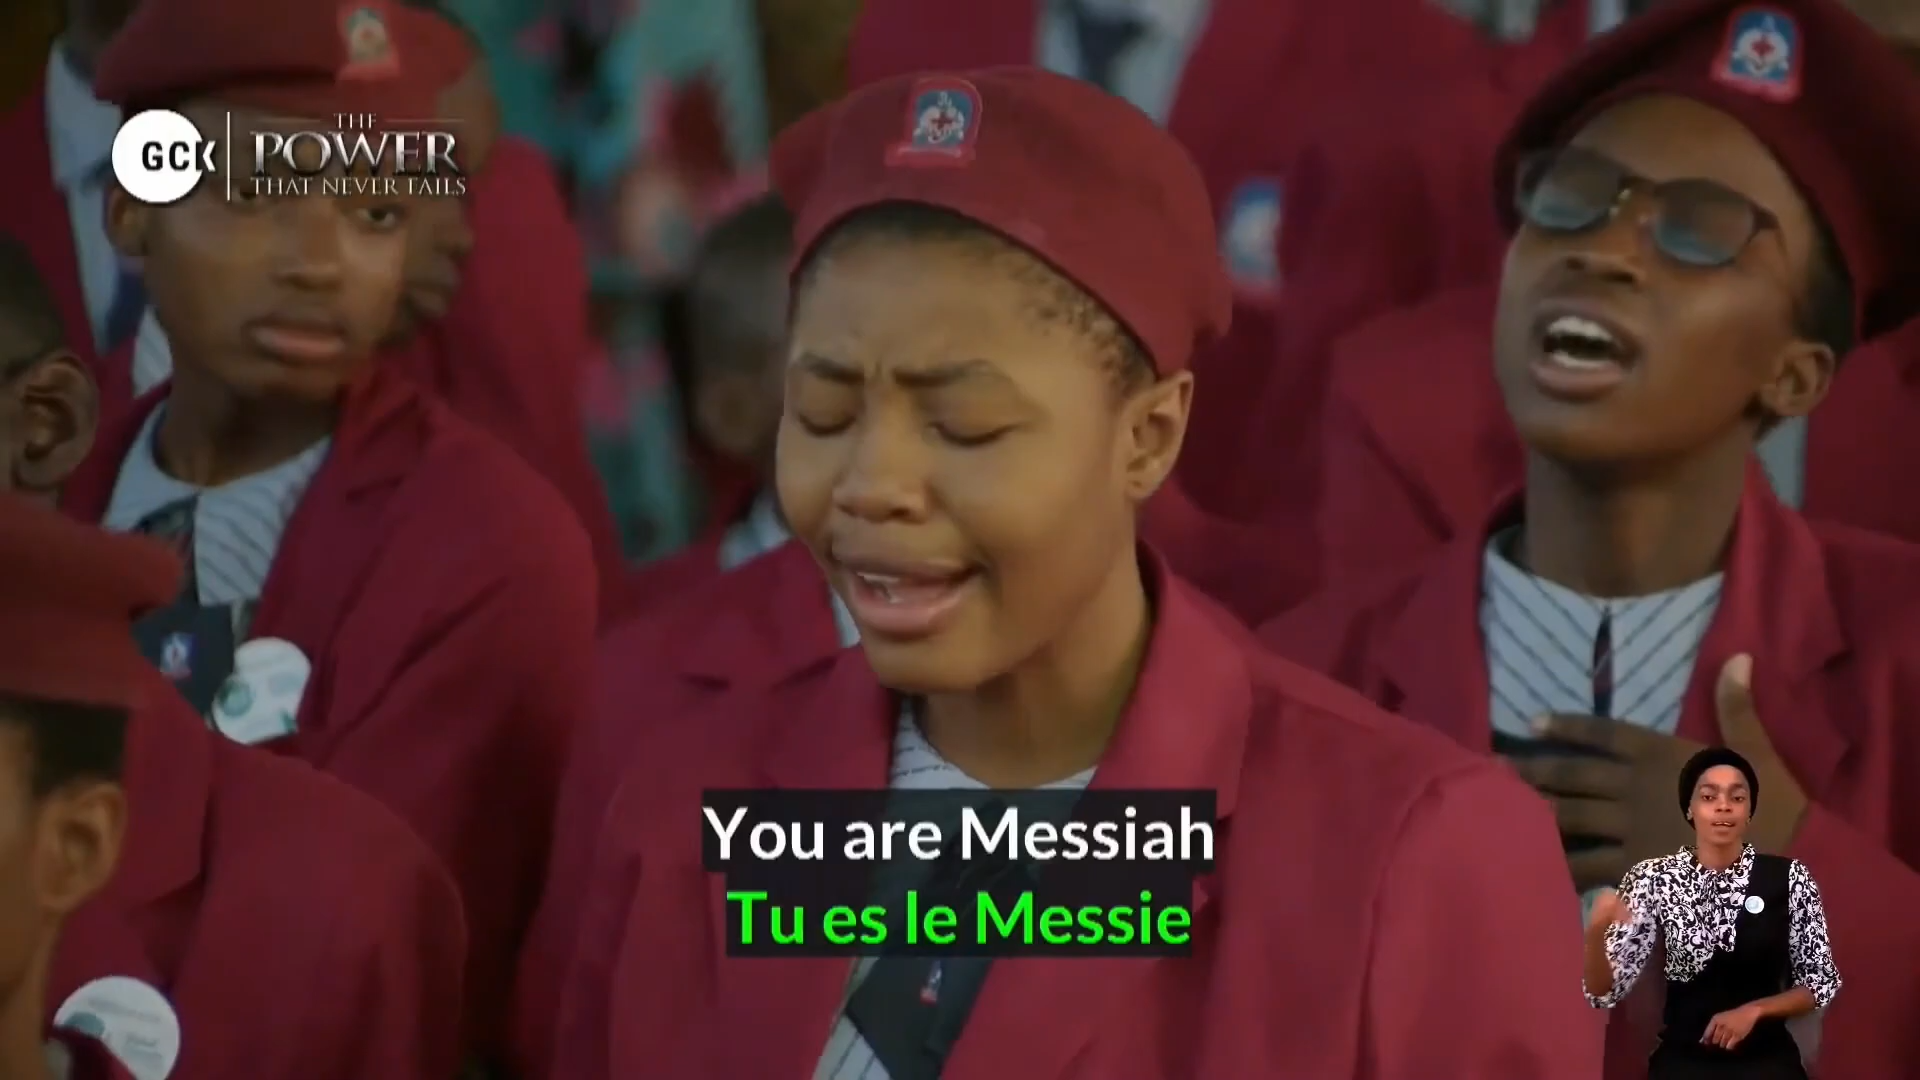 GCK
THE
POWER
THAT NEVER FAILS
You are Messiah
Tu es le Messie